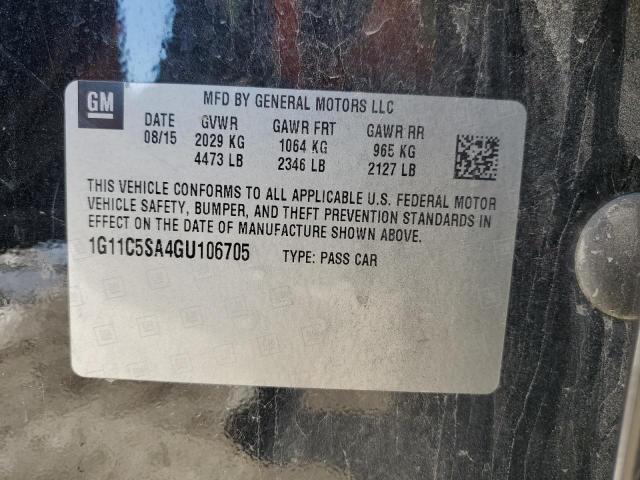 GM
MFD BY GENERAL MOTORS LLC
DATE GVWR GAWR FRT GAWR RR
08/15 2029 KG 1064 KG 965 KG
4473 LB 2346 LB 2127 LB
THIS VEHICLE CONFORMS TO ALL APPLICABLE U.S. FEDERAL MOTOR
VEHICLE SAFETY, BUMPER, AND THEFT PREVENTION STANDARDS IN
EFFECT ON THE DATE OF MANUFACTURE SHOWN ABOVE.
1G11C5SA4GU106705 TYPE: PASS CAR